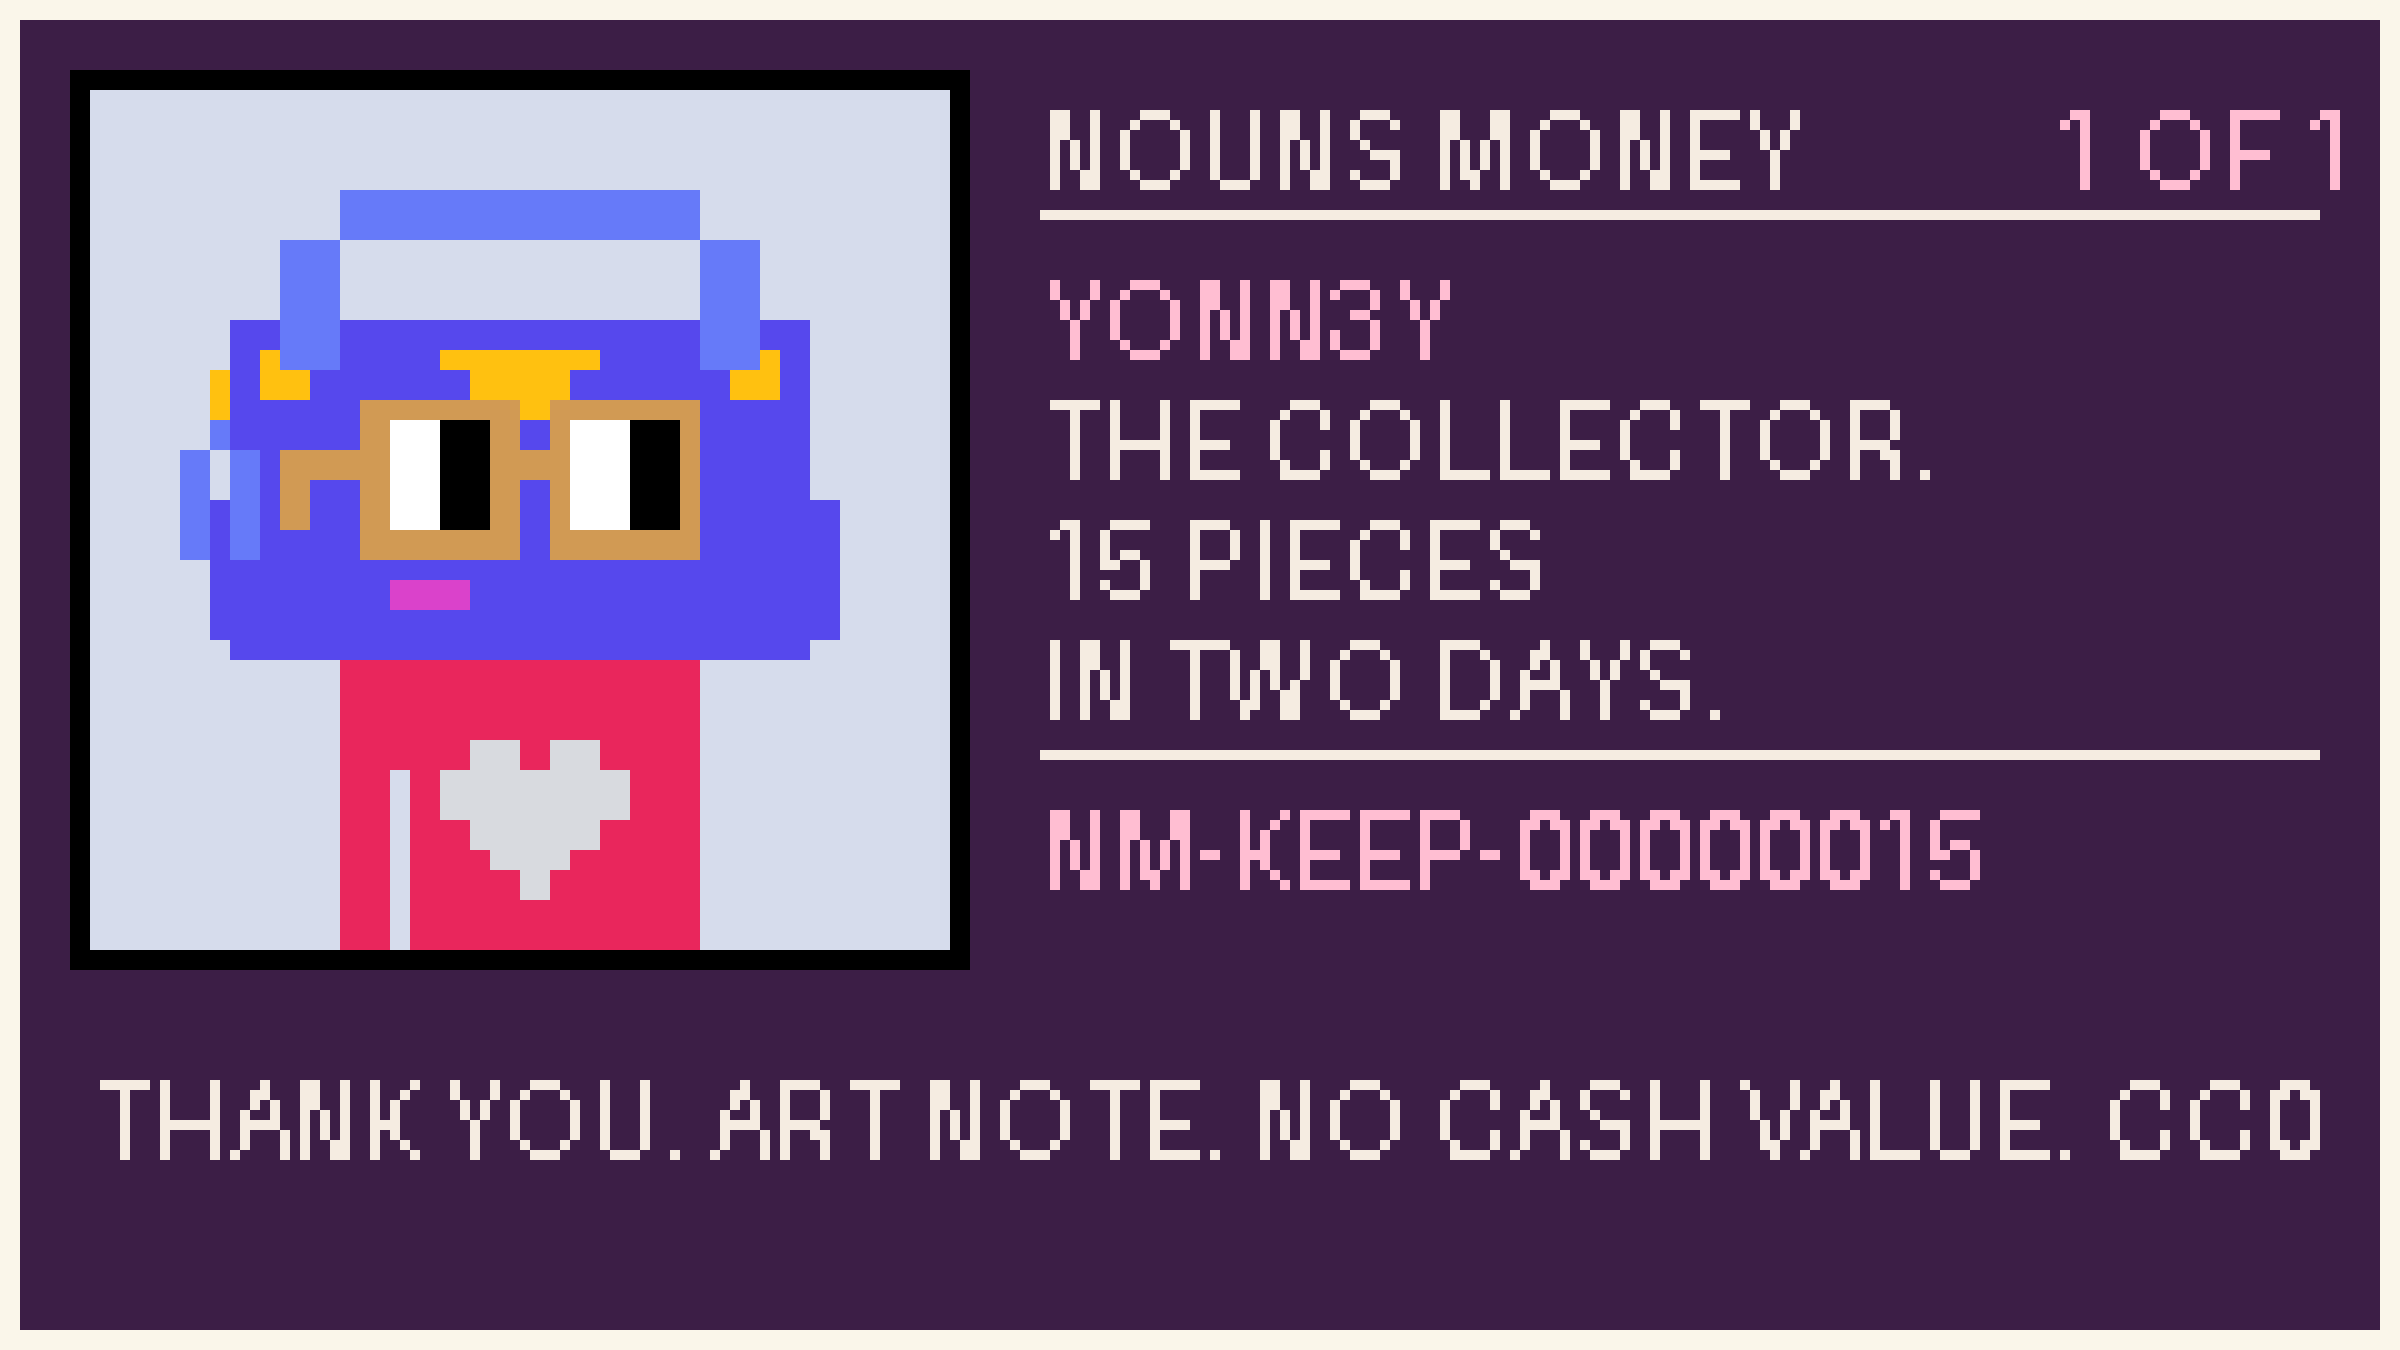 NOUNS MONEY 1 OF 1
YONN3Y
THE COLLECTOR.
15 PIECES
IN TWO DAYS.
NM-KEEP-00000015
THANK YOU. ART NOTE. NO CASH VALUE. CC0